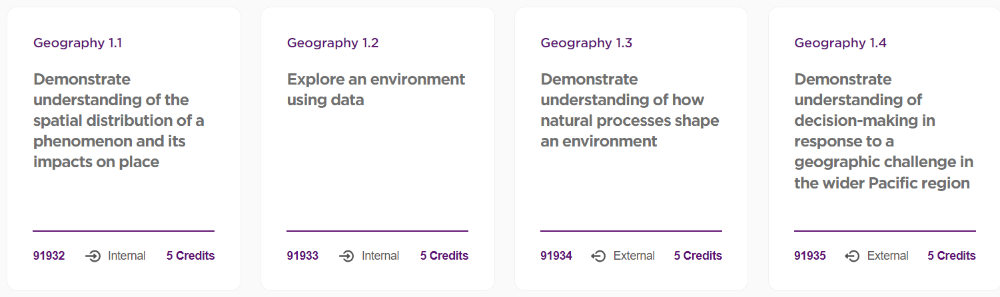 Geography 1.1
Demonstrate
understanding of the
spatial distribution of a
phenomenon and its
impacts on place
91932 Internal 5 Credits
Geography 1.2
Explore an environment
using data
91933 Internal 5 Credits
Geography 1.3
Demonstrate
understanding of how
natural processes shape
an environment
91934 External 5 Credits
Geography 1.4
Demonstrate
understanding of
decision-making in
response to a
geographic challenge in
the wider Pacific region
91935 External 5 Credits